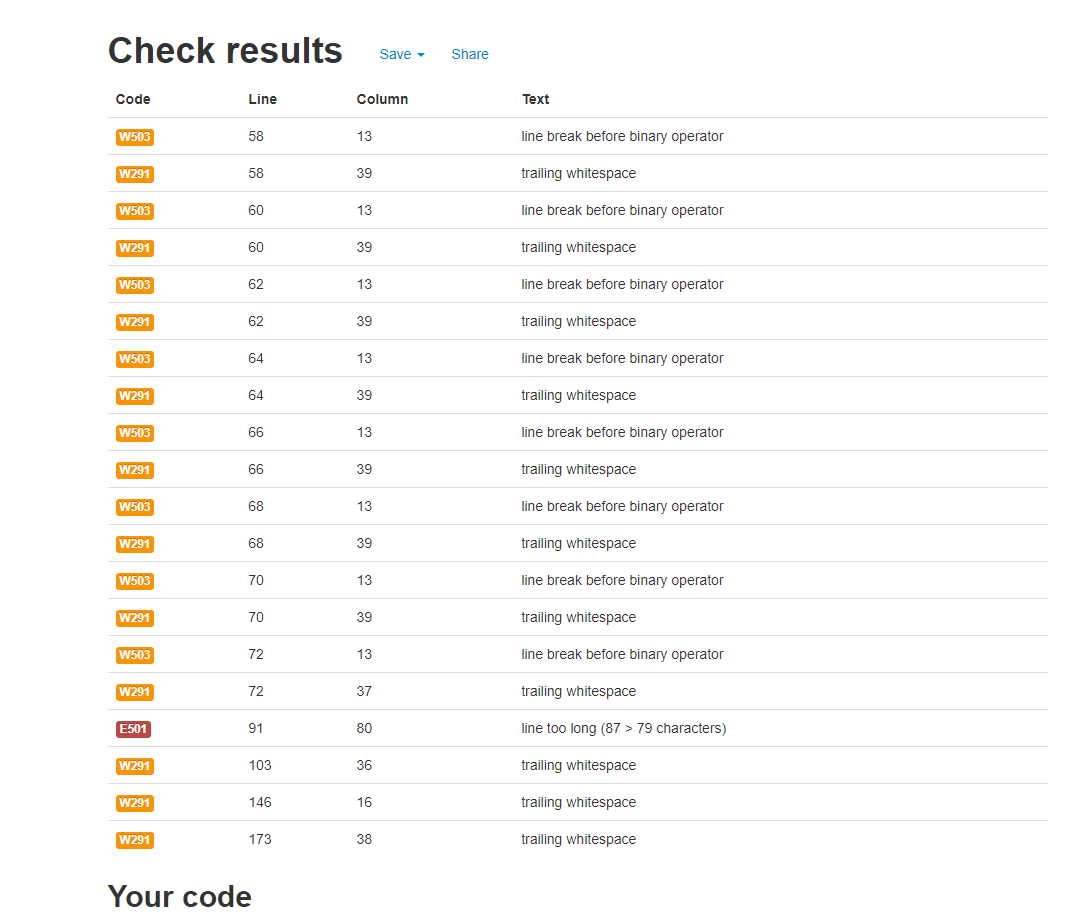 Check results Save Share
Code Line Column Text
W503 58 13 line break before binary operator
W291 58 39 trailing whitespace
W503 60 13 line break before binary operator
W291 60 39 trailing whitespace
W503 62 13 line break before binary operator
W291 62 39 trailing whitespace
W503 64 13 line break before binary operator
W291 64 39 trailing whitespace
W503 66 13 line break before binary operator
W291 66 39 trailing whitespace
W503 68 13 line break before binary operator
W291 68 39 trailing whitespace
W503 70 13 line break before binary operator
W291 70 39 trailing whitespace
W503 72 13 line break before binary operator
W291 72 37 trailing whitespace
E501 91 80 line too long (87 > 79 characters)
W291 103 36 trailing whitespace
W291 146 16 trailing whitespace
W291 173 38 trailing whitespace
Your code